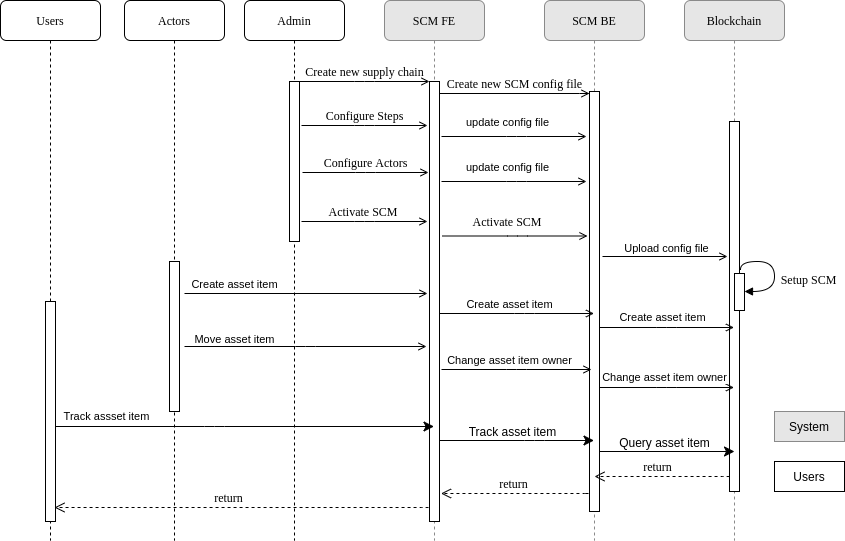 Users
Actors
Admin
SCM FE
SCM BE
Blockchain
Create new supply chain
Create new SCM config file
Configure Steps
update config file
Configure Actors
update config file
Activate SCM
Activate SCM
Upload config file
Setup SCM
Create asset item
Create asset item
Create asset item
Move asset item
Change asset item owner
Change asset item owner
Track assset item
Track asset item
Query asset item
System
return
Users
return
return